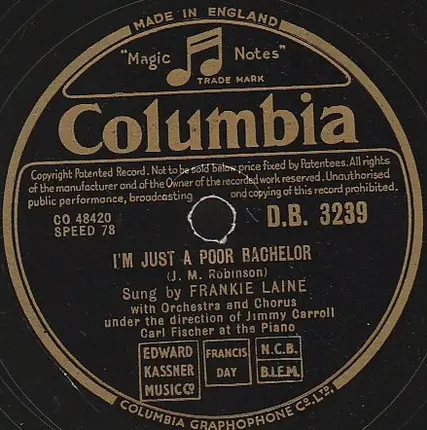 MADE IN ENGLAND
"Magic Notes"
TRADE MARK
Columbia
Copyright Patented Record. Not to be sold below price fixed by Patentees. All rights
of the manufacturer and of the Owner of the recorded work reserved. Unauthorised
public performance, broadcasting and copying of this record prohibited.
CO 48420
SPEED 78
D.B. 3239
I'M JUST A POOR BACHELOR
(J. M. Robinson)
Sung by FRANKIE LAINE
with Orchestra and Chorus
under the direction of Jimmy Carroll
Carl Fischer at the Piano
EDWARD
KASSNER
MUSIC Cº
FRANCIS
DAY
N.C.B.
B.I.E.M.
COLUMBIA GRAPHOPHONE Cº. LTD.